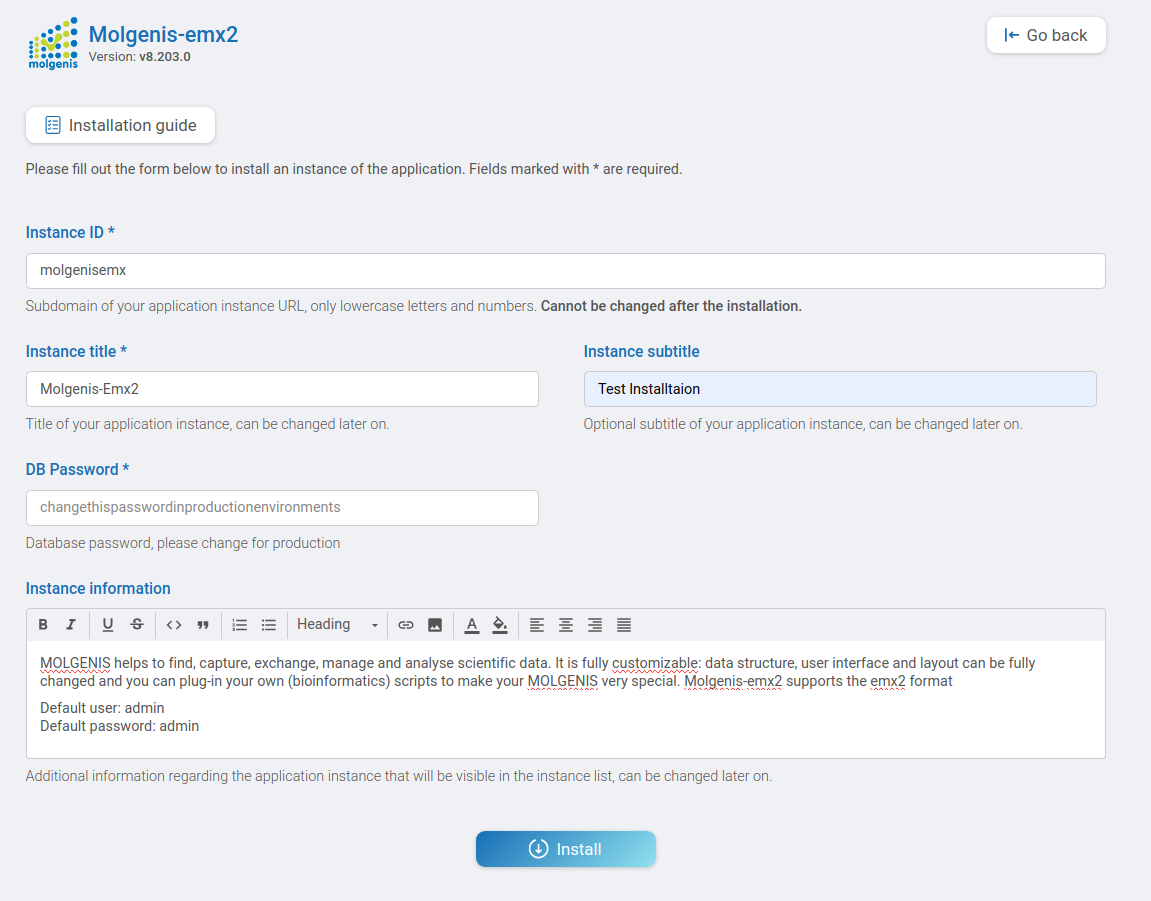 Molgenis-emx2
Version: v8.203.0
molgenis
Go back
Installation guide
Please fill out the form below to install an instance of the application. Fields marked with * are required.
Instance ID *
molgenisemx
Subdomain of your application instance URL, only lowercase letters and numbers. Cannot be changed after the installation.
Instance title *
Instance subtitle
Molgenis-Emx2
Test Installtaion
Title of your application instance, can be changed later on.
Optional subtitle of your application instance, can be changed later on.
DB Password *
changethispasswordinproductionenvironments
Database password, please change for production
Instance information
B I U S <> Heading A
MOLGENIS helps to find, capture, exchange, manage and analyse scientific data. It is fully customizable: data structure, user interface and layout can be fully
changed and you can plug-in your own (bioinformatics) scripts to make your MOLGENIS very special. Molgenis-emx2 supports the emx2 format
Default user: admin
Default password: admin
Additional information regarding the application instance that will be visible in the instance list, can be changed later on.
Install